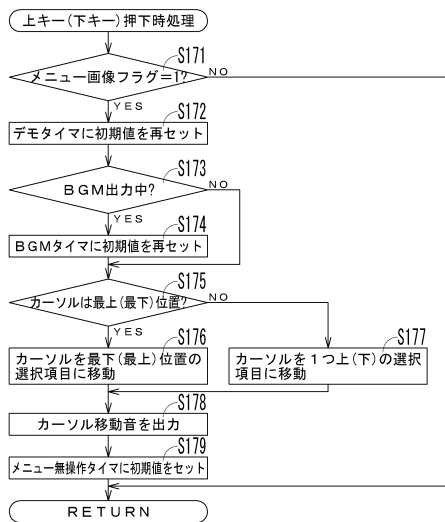 上キー(下キー)押下時処理
S171
メニュー画像フラグ=1?
NO
YES
S172
デモタイマに初期値を再セット
S173
BGM出力中?
NO
YES
S174
BGMタイマに初期値を再セット
S175
カーソルは最上(最下)位置?
NO
YES
S176
カーソルを最下(最上)位置の
選択項目に移動
S177
カーソルを1つ上(下)の選択
項目に移動
S178
カーソル移動音を出力
S179
メニュー無操作タイマに初期値をセット
RETURN